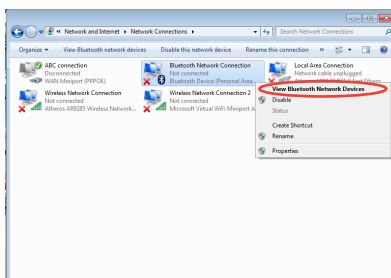 « Network and Internet ▸ Network Connections ▸
Search Network Connections
Organize ▾ View Bluetooth network devices Disable this network device Rename this connection »
ABC connection
Disconnected
WAN Miniport (PPPOE)
Bluetooth Network Connection
Not connected
Bluetooth Device (Personal Area
Local Area Connection
Network cable unplugged
Wireless Network Connection
Not connected
Atheros AR9285 Wireless Network...
Wireless Network Connection 2
Not connected
Microsoft Virtual WiFi Miniport A
View Bluetooth Network Devices
Disable
Status
Create Shortcut
Rename
Properties